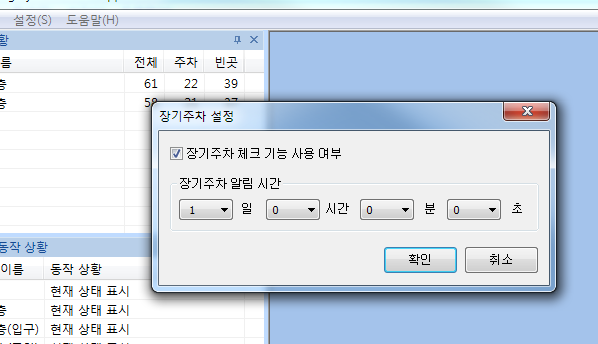 설정(S) 도움말(H)
황
름 전체 주차 빈곳
층 61 22 39
층 58
장기주차 설정
장기주차 체크 기능 사용 여부
장기주차 알림 시간
1 일 0 시간 0 분 0 초
확인 취소
동작 상황
이름 동작 상황
현재 상태 표시
층 현재 상태 표시
층(입구) 현재 상태 표시